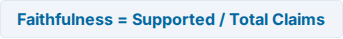 Faithfulness = Supported / Total Claims